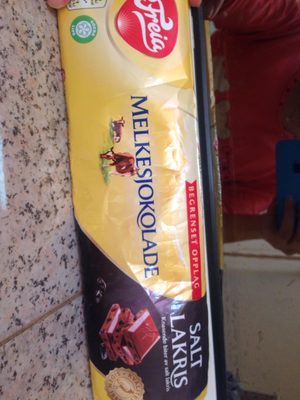 Freia
MELKESJOKOLADE
BEGRENSET OPPLAG
SALT
LAKRIS